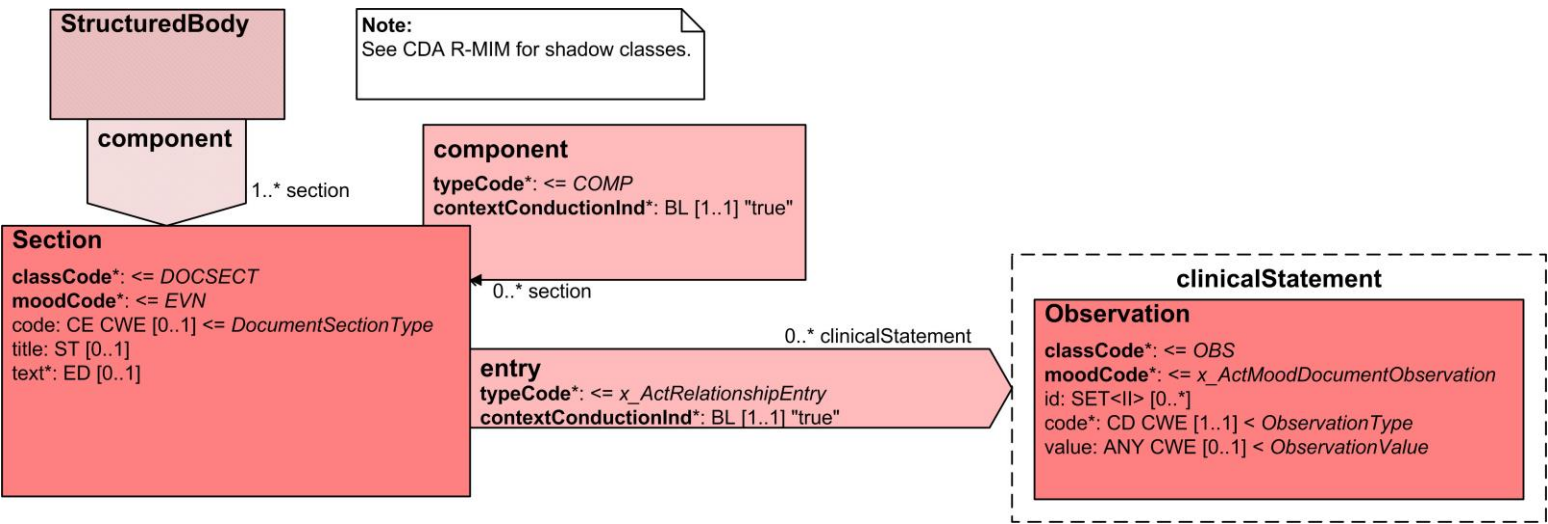 StructuredBody
Note:
See CDA R-MIM for shadow classes.
component
1..* section
component
typeCode*: <= COMP
contextConductionInd*: BL [1..1] "true"
0..* section
Section
classCode*: <= DOCSECT
moodCode*: <= EVN
code: CE CWE [0..1] <= DocumentSectionType
title: ST [0..1]
text*: ED [0..1]
0..* clinicalStatement
entry
typeCode*: <= x_ActRelationshipEntry
contextConductionInd*: BL [1..1] "true"
clinicalStatement
Observation
classCode*: <= OBS
moodCode*: <= x_ActMoodDocumentObservation
id: SET<II> [0..*]
code*: CD CWE [1..1] < ObservationType
value: ANY CWE [0..1] < ObservationValue